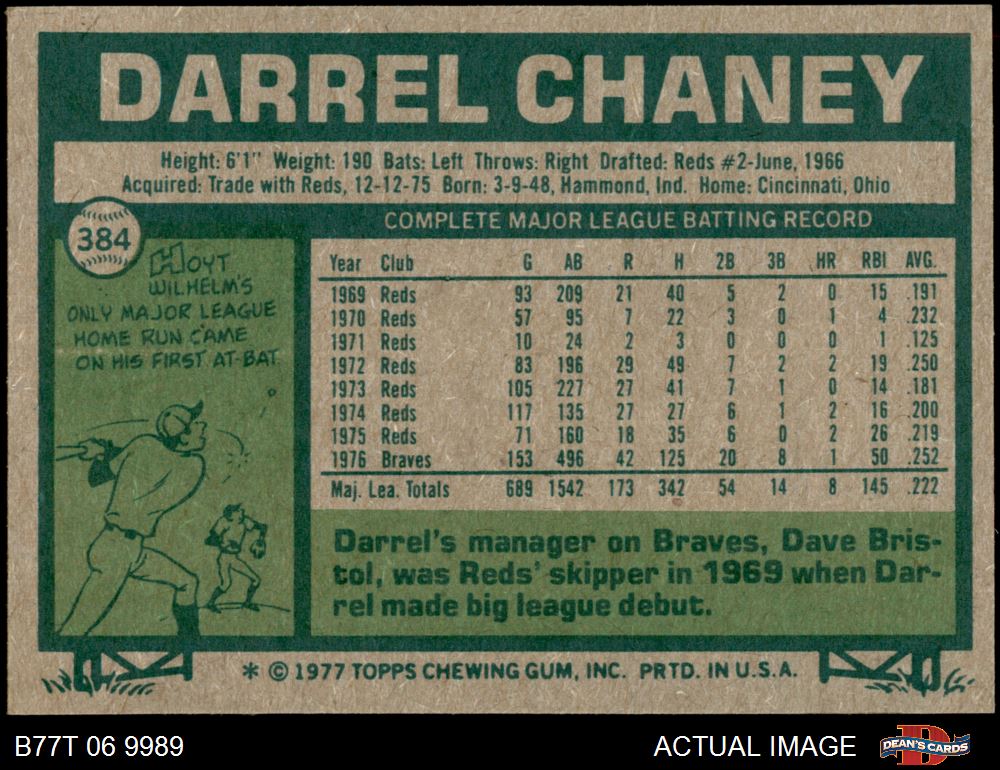 DARREL CHANEY
Height: 6'1" Weight: 190 Bats: Left Throws: Right Drafted: Reds #2-June, 1966
Acquired: Trade with Reds, 12-12-75 Born: 3-9-48, Hammond, Ind. Home: Cincinnati, Ohio
384
COMPLETE MAJOR LEAGUE BATTING RECORD
HOYT
WILHELM'S
ONLY MAJOR LEAGUE
HOME RUN CAME
ON HIS FIRST AT-BAT.
Year Club G AB R H 2B 3B HR RBI AVG.
1969 Reds 93 209 21 40 5 2 0 15 .191
1970 Reds 57 95 7 22 3 0 1 4 .232
1971 Reds 10 24 2 3 0 0 0 1 .125
1972 Reds 83 196 29 49 7 2 2 19 .250
1973 Reds 105 227 27 41 7 1 0 14 .181
1974 Reds 117 135 27 27 6 1 2 16 .200
1975 Reds 71 160 18 35 6 0 2 26 .219
1976 Braves 153 496 42 125 20 8 1 50 .252
Maj. Lea. Totals 689 1542 173 342 54 14 8 145 .222
Darrel's manager on Braves, Dave Bris-
tol, was Reds' skipper in 1969 when Dar-
rel made big league debut.
* © 1977 TOPPS CHEWING GUM, INC. PRTD. IN U.S.A.
B77T 06 9989
ACTUAL IMAGE
DEAN'S CARDS